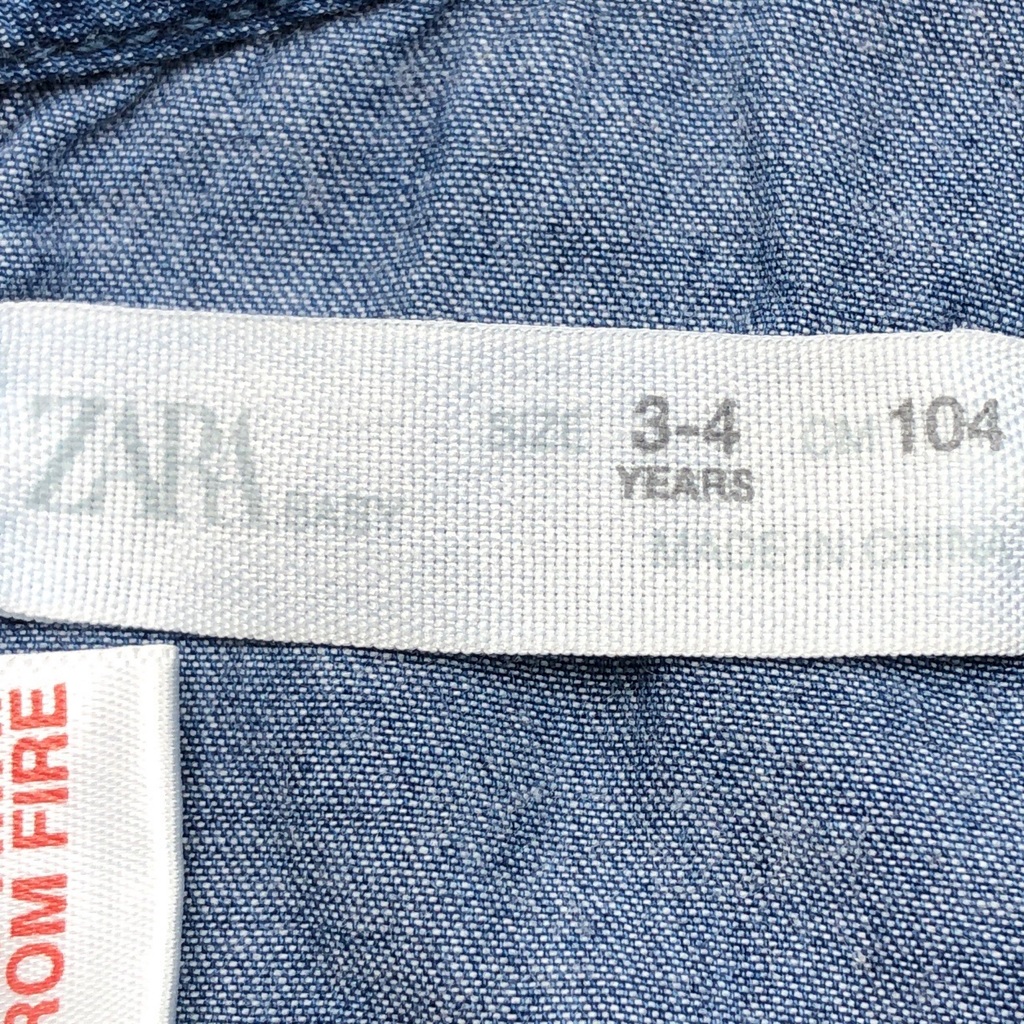 ZARA BABY SIZE 3-4 YEARS CM 104
MADE IN CHINA
ROM FIRE